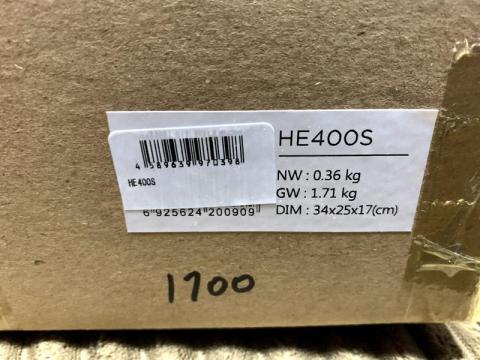 HE400S
4 589639 970398
HE400S
NW : 0.36 kg
GW : 1.71 kg
6 925624 200909
DIM : 34x25x17(cm)
1700